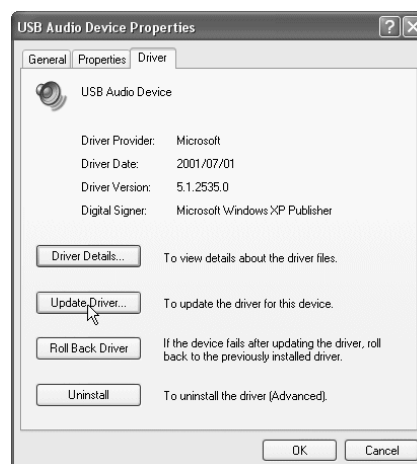 USB Audio Device Properties
General Properties Driver
USB Audio Device
Driver Provider: Microsoft
Driver Date: 2001/07/01
Driver Version: 5.1.2535.0
Digital Signer: Microsoft Windows XP Publisher
Driver Details... To view details about the driver files.
Update Driver... To update the driver for this device.
Roll Back Driver If the device fails after updating the driver, roll
back to the previously installed driver.
Uninstall To uninstall the driver (Advanced).
OK Cancel